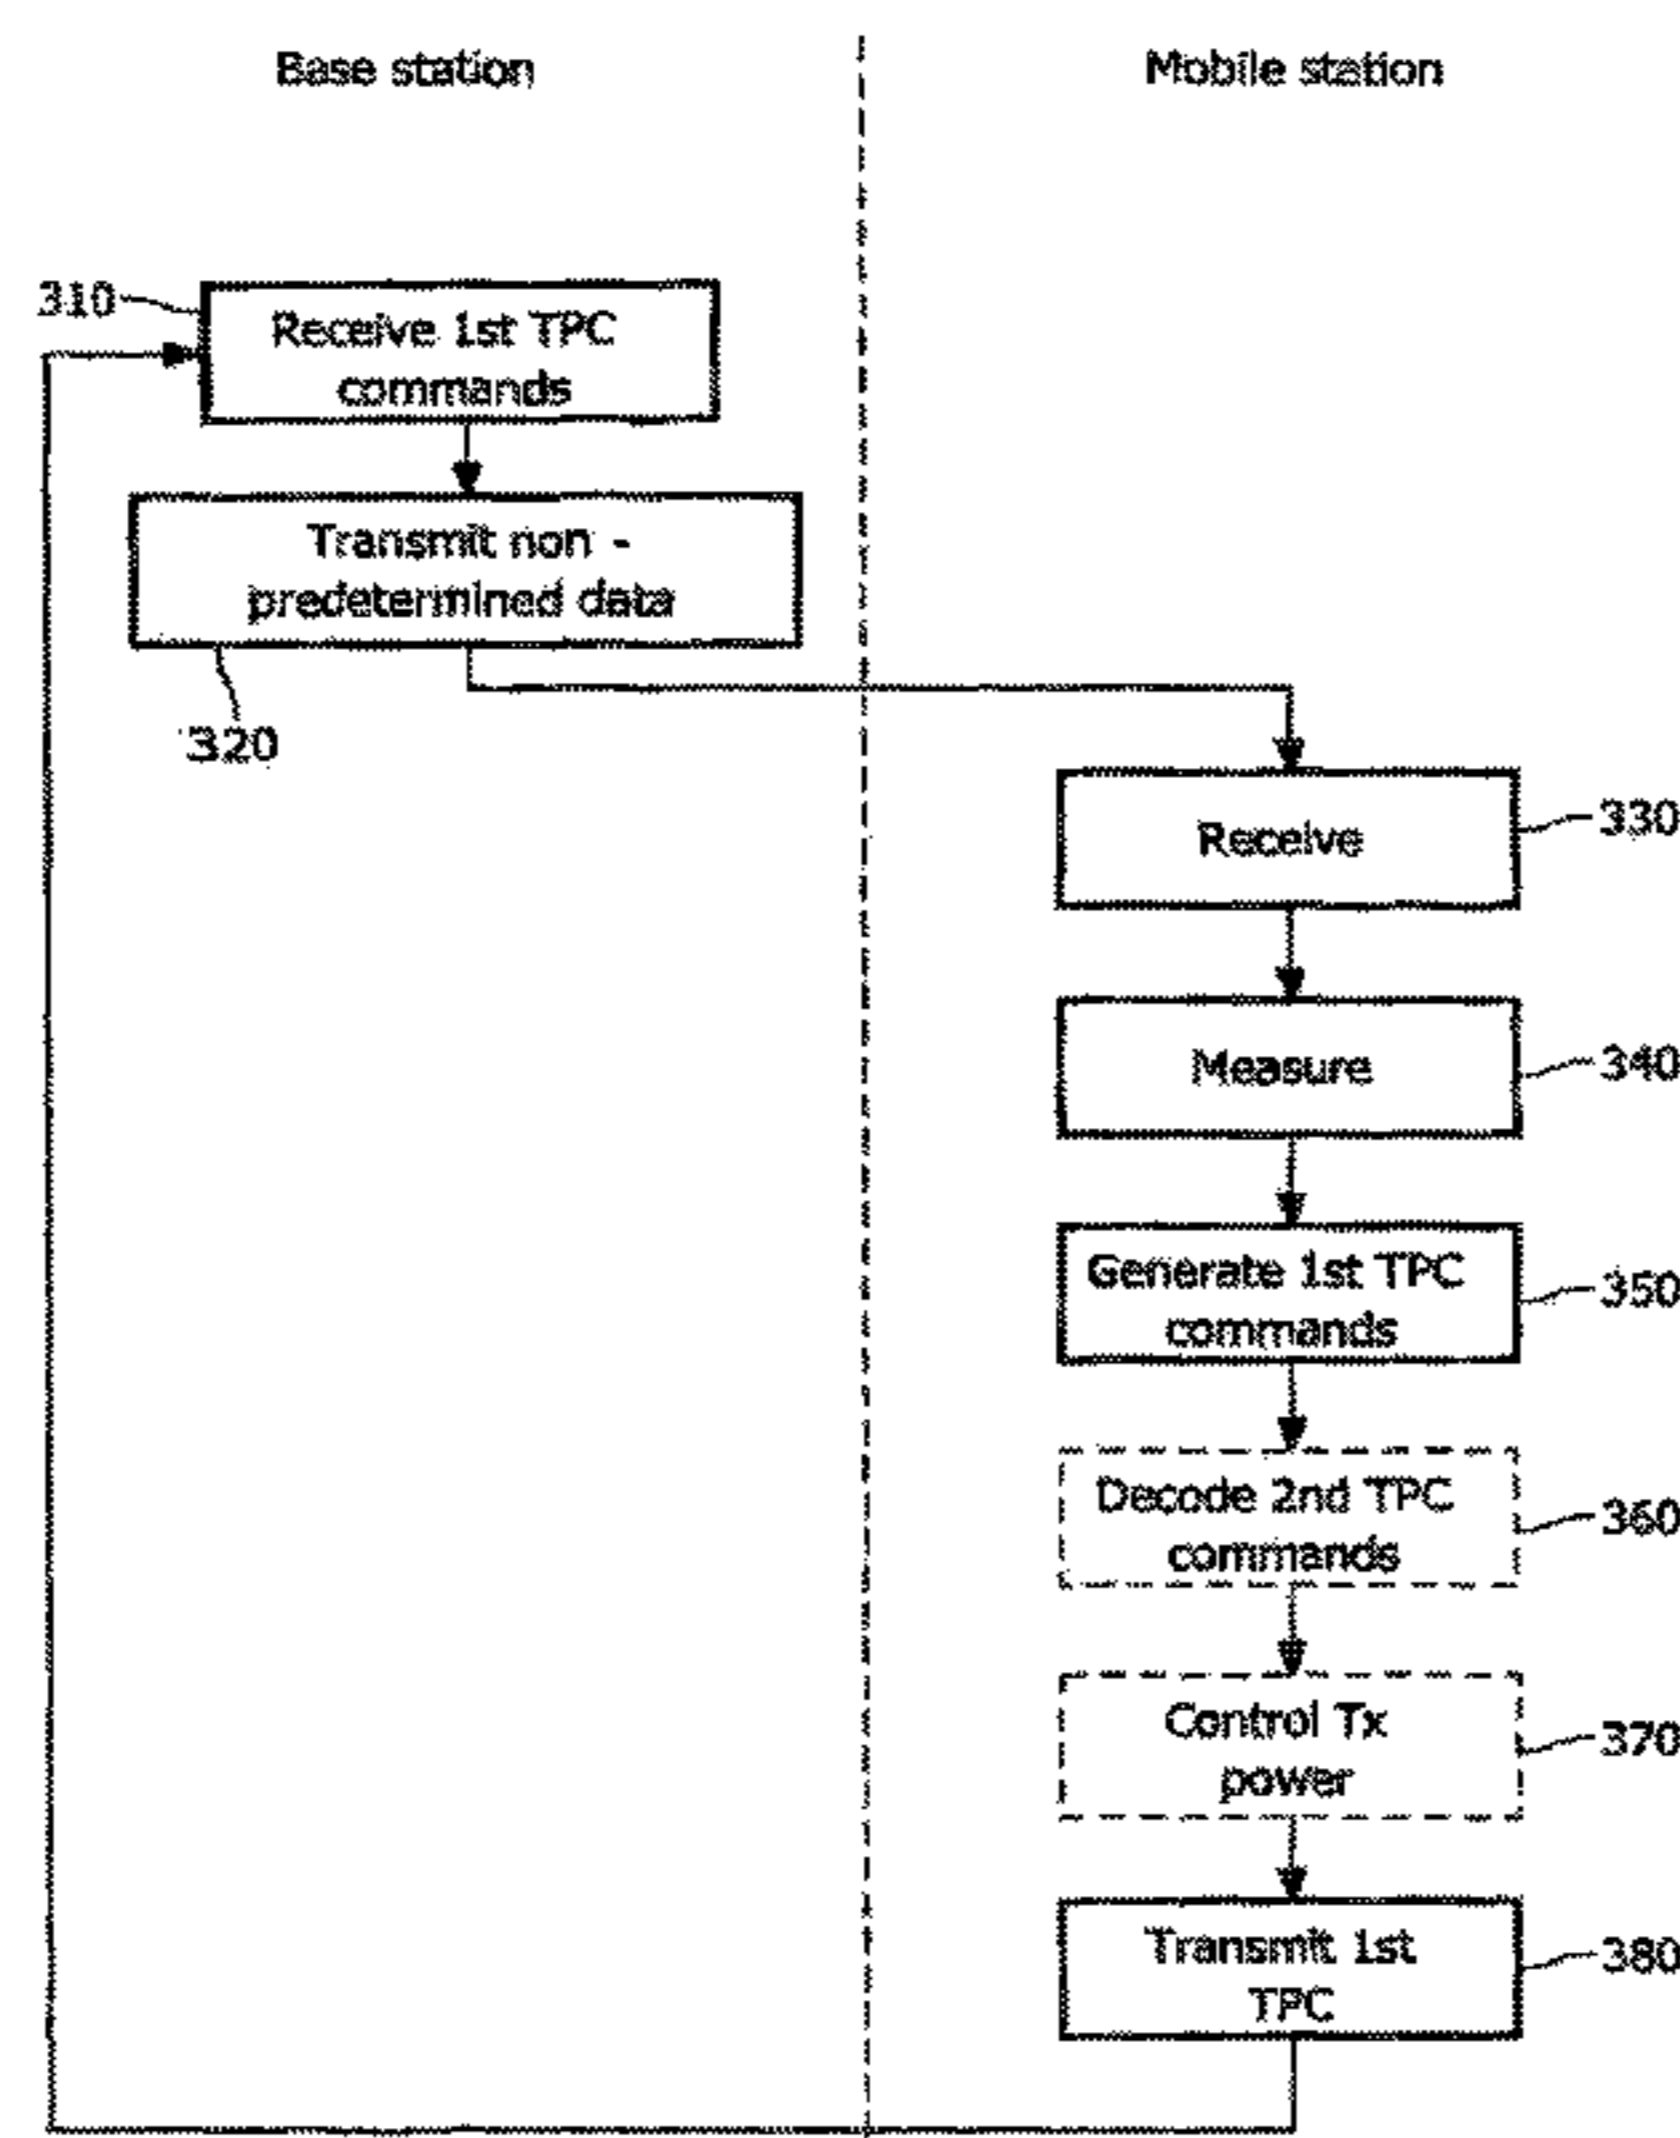 Base station
Mobile station
310
Receive 1st TPC
commands
Transmit non -
predetermined data
320
Receive
330
Measure
340
Generate 1st TPC
commands
350
Decode 2nd TPC
commands
360
Control Tx
power
370
Transmit 1st
TPC
380